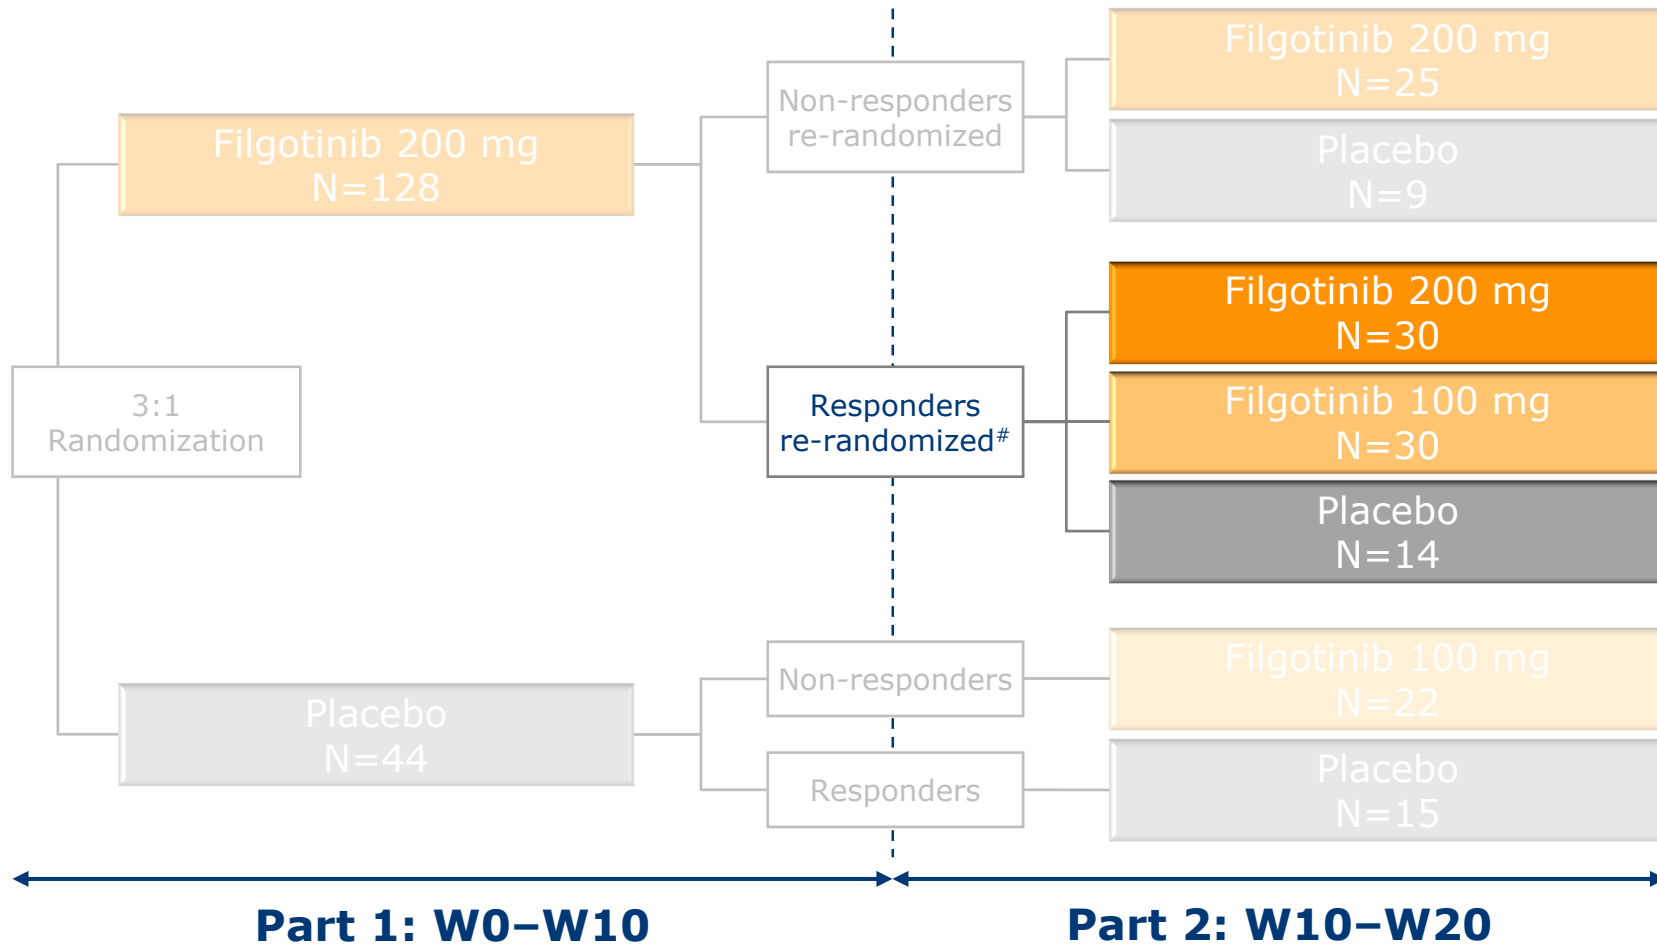 3:1
Randomization
Filgotinib 200 mg
N=128
Placebo
N=44
Non-responders
re-randomized
Responders
re-randomized#
Non-responders
Responders
Filgotinib 200 mg
N=25
Placebo
N=9
Filgotinib 200 mg
N=30
Filgotinib 100 mg
N=30
Placebo
N=14
Filgotinib 100 mg
N=22
Placebo
N=15
Part 1: W0–W10
Part 2: W10–W20